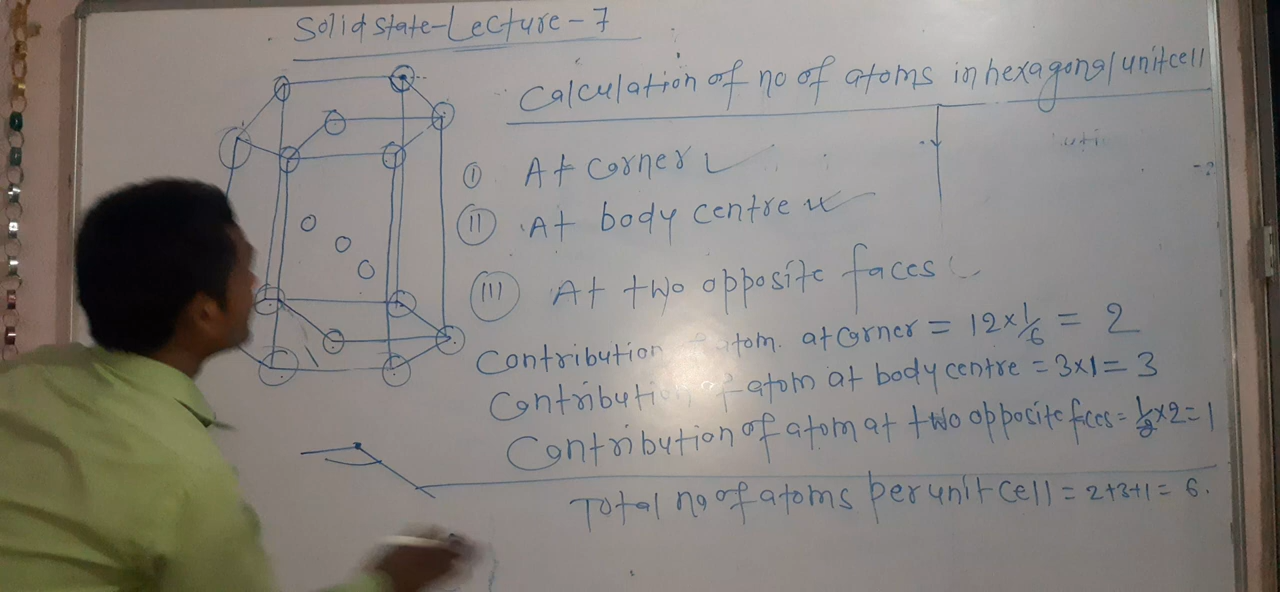 Solid state-Lecture-7
Calculation of no of atoms in hexagonal unit cell
(I) At corner
(II) At body centre
(III) At two opposite faces
Contribution atom at corner = 12 × 1/6 = 2
Contribution of atom at body centre = 3×1 = 3
Contribution of atom at two opposite faces = 1/2 × 2 = 1
Total no of atoms per unit cell = 2+3+1 = 6.